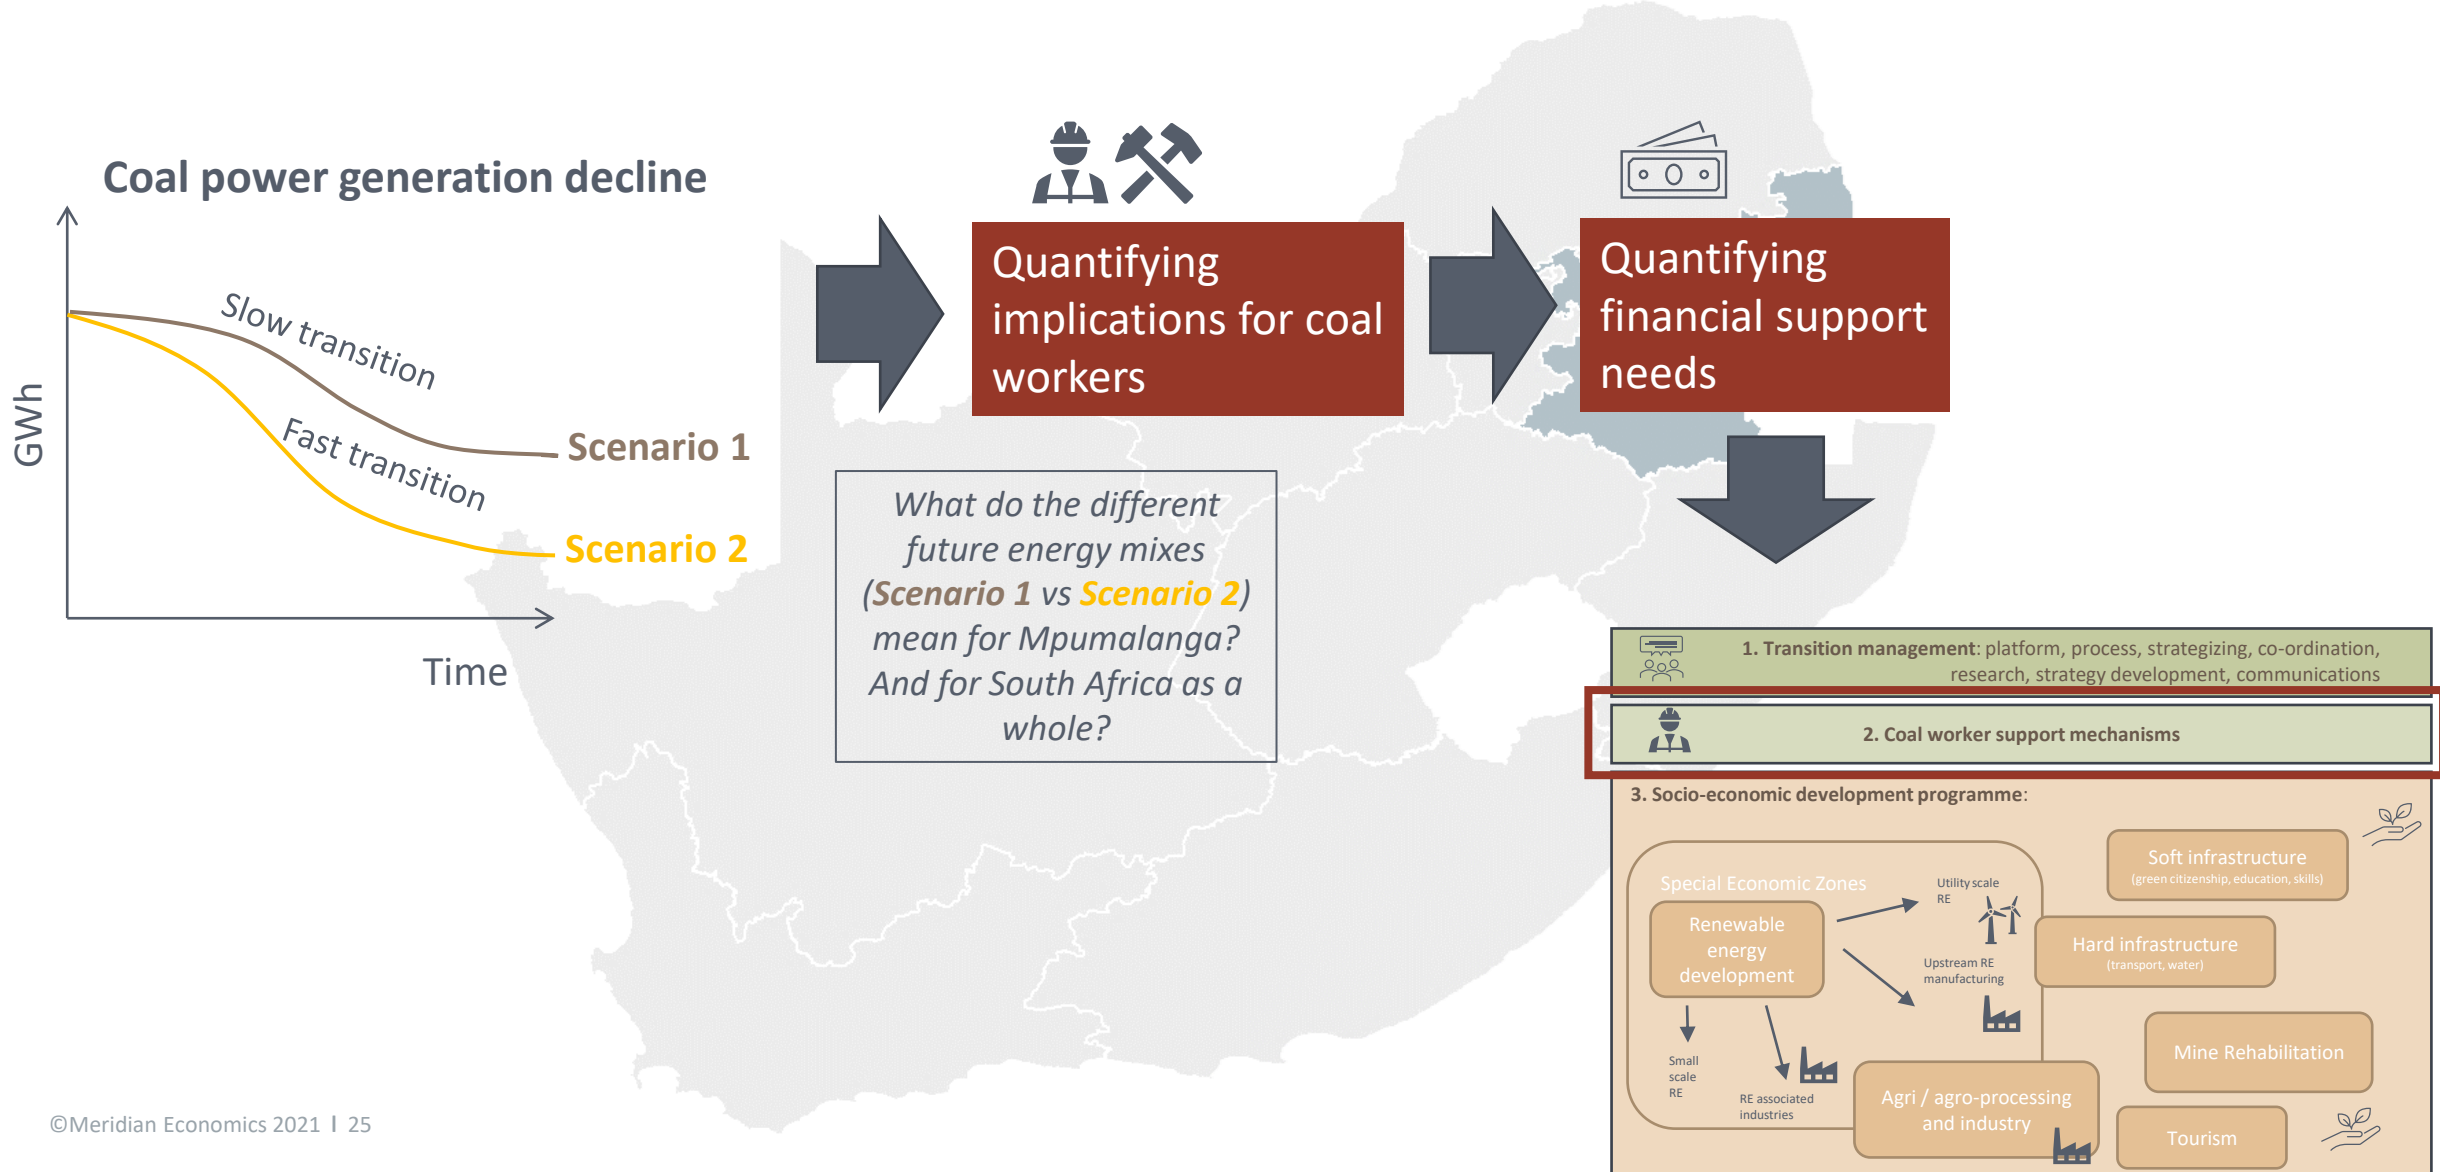 Coal power generation decline
GWh
Slow transition
Fast transition
Scenario 1
Scenario 2
Time
Quantifying
implications for coal
workers
Quantifying
financial support
needs
What do the different
future energy mixes
(Scenario 1 vs Scenario 2)
mean for Mpumalanga?
And for South Africa as a
whole?
1. Transition management: platform, process, strategizing, co-ordination,
research, strategy development, communications
2. Coal worker support mechanisms
3. Socio-economic development programme:
Special Economic Zones
Renewable
energy
development
Utility scale
RE
Upstream RE
manufacturing
Small
scale
RE
RE associated
industries
Soft infrastructure
(green citizenship, education, skills)
Hard infrastructure
(transport, water)
Mine Rehabilitation
Agri / agro-processing
and industry
Tourism
©Meridian Economics 2021 I 25